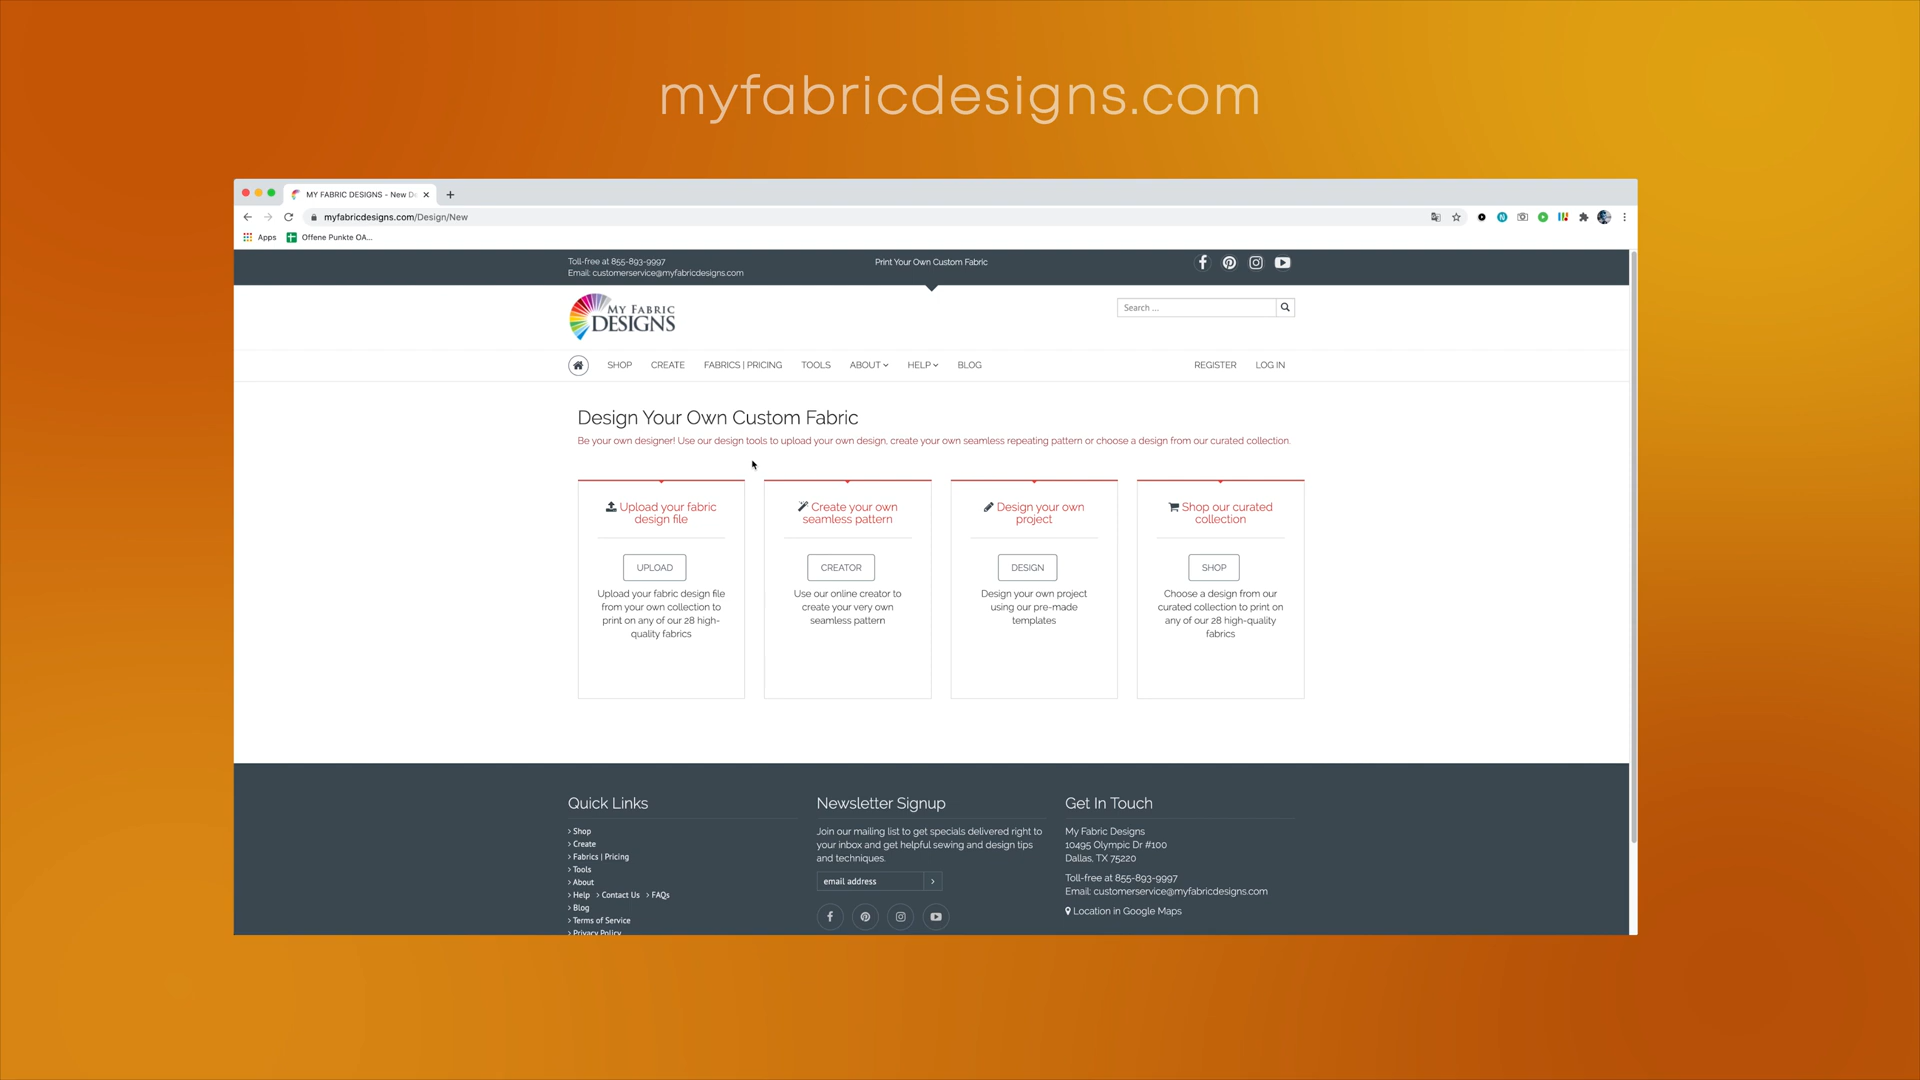 myfabricdesigns.com
MY FABRIC DESIGNS - New De
myfabricdesigns.com/Design/New
Apps
Offene Punkte OA...
Toll-free at 855-893-9997
Email: customerservice@myfabricdesigns.com
Print Your Own Custom Fabric
MY FABRIC
DESIGNS
Search ...
SHOP
CREATE
FABRICS | PRICING
TOOLS
ABOUT
HELP
BLOG
REGISTER
LOG IN
Design Your Own Custom Fabric
Be your own designer! Use our design tools to upload your own design, create your own seamless repeating pattern or choose a design from our curated collection.
Upload your fabric
design file
UPLOAD
Upload your fabric design file
from your own collection to
print on any of our 28 high-
quality fabrics
Create your own
seamless pattern
CREATOR
Use our online creator to
create your very own
seamless pattern
Design your own
project
DESIGN
Design your own project
using our pre-made
templates
Shop our curated
collection
SHOP
Choose a design from our
curated collection to print on
any of our 28 high-quality
fabrics
Quick Links
> Shop
> Create
> Fabrics | Pricing
> Tools
> About
> Help > Contact Us > FAQs
> Blog
> Terms of Service
> Privacy Policy
Newsletter Signup
Join our mailing list to get specials delivered right to
your inbox and get helpful sewing and design tips
and techniques.
email address
Get In Touch
My Fabric Designs
10495 Olympic Dr #100
Dallas, TX 75220
Toll-free at 855-893-9997
Email: customerservice@myfabricdesigns.com
Location in Google Maps